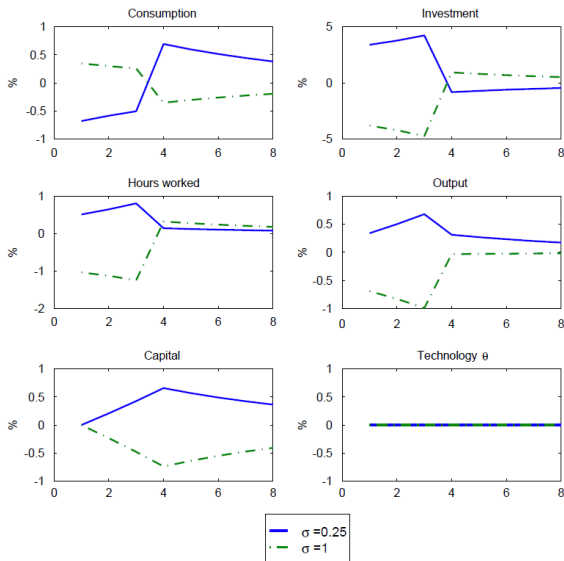 Consumption
1
0.5
0
-0.5
-1
%
0 2 4 6 8
Investment
5
0
-5
%
0 2 4 6 8
Hours worked
1
0
-1
-2
%
0 2 4 6 8
Output
1
0.5
0
-0.5
-1
%
0 2 4 6 8
Capital
1
0.5
0
-0.5
-1
%
0 2 4 6 8
Technology θ
1
0.5
0
-0.5
-1
%
0 2 4 6 8
σ =0.25
σ =1